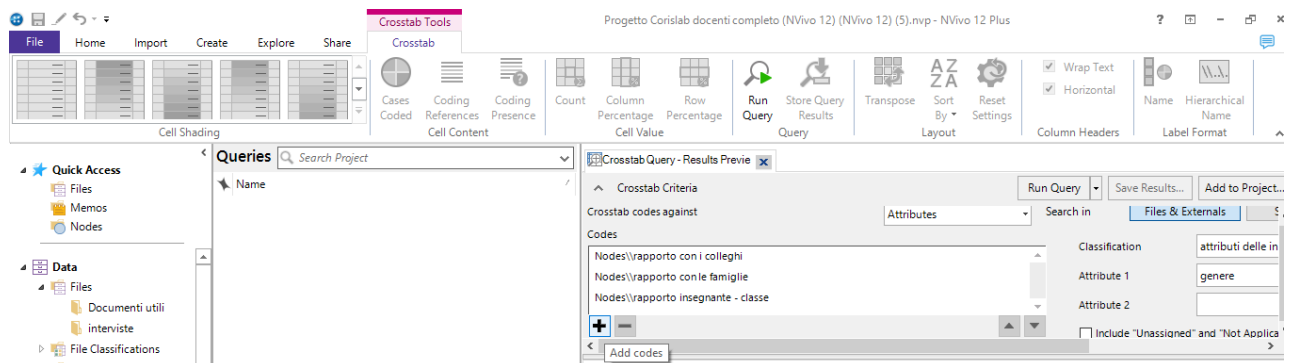 Crosstab Tools
Progetto Corislab docenti completo (NVivo 12) (NVivo 12) (5).nvp - NVivo 12 Plus
File Home Import Create Explore Share Crosstab
Cases Coded
Coding References
Coding Presence
Count
Column Percentage
Row Percentage
Run Query
Store Query Results
Transpose
Sort By
Reset Settings
Wrap Text
Horizontal
Name
Hierarchical Name
Cell Shading
Cell Content
Cell Value
Query
Layout
Column Headers
Label Format
Quick Access
Files
Memos
Nodes
Data
Files
Documenti utili
interviste
File Classifications
Queries
Search Project
Name
Crosstab Query - Results Previe
Crosstab Criteria
Run Query
Save Results...
Add to Project...
Crosstab codes against
Attributes
Search in
Files & Externals
Codes
Nodes\\rapporto con i colleghi
Nodes\\rapporto con le famiglie
Nodes\\rapporto insegnante - classe
Classification
attributi delle in
Attribute 1
genere
Attribute 2
Include "Unassigned" and "Not Applica
Add codes